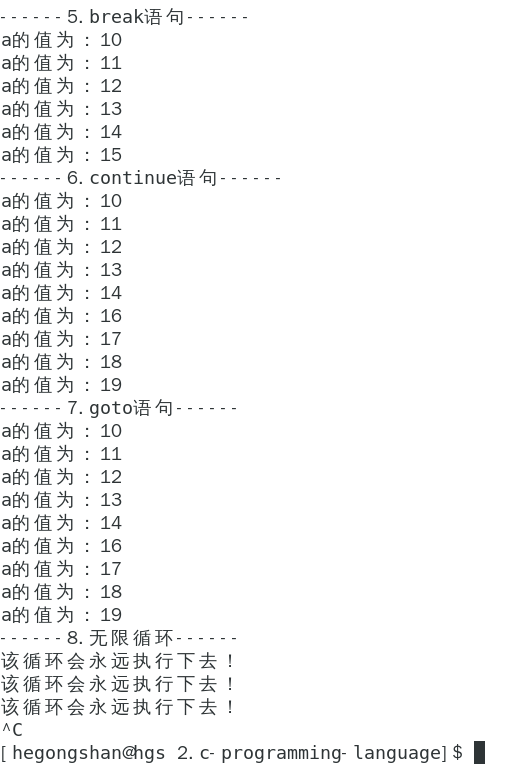 ------5. break语句------
a的值为：10
a的值为：11
a的值为：12
a的值为：13
a的值为：14
a的值为：15
------6. continue语句------
a的值为：10
a的值为：11
a的值为：12
a的值为：13
a的值为：14
a的值为：16
a的值为：17
a的值为：18
a的值为：19
------7. goto语句------
a的值为：10
a的值为：11
a的值为：12
a的值为：13
a的值为：14
a的值为：16
a的值为：17
a的值为：18
a的值为：19
------8. 无限循环------
该循环会永远执行下去！
该循环会永远执行下去！
该循环会永远执行下去！
^C
[hegongshan@hgs 2.c-programming-language]$